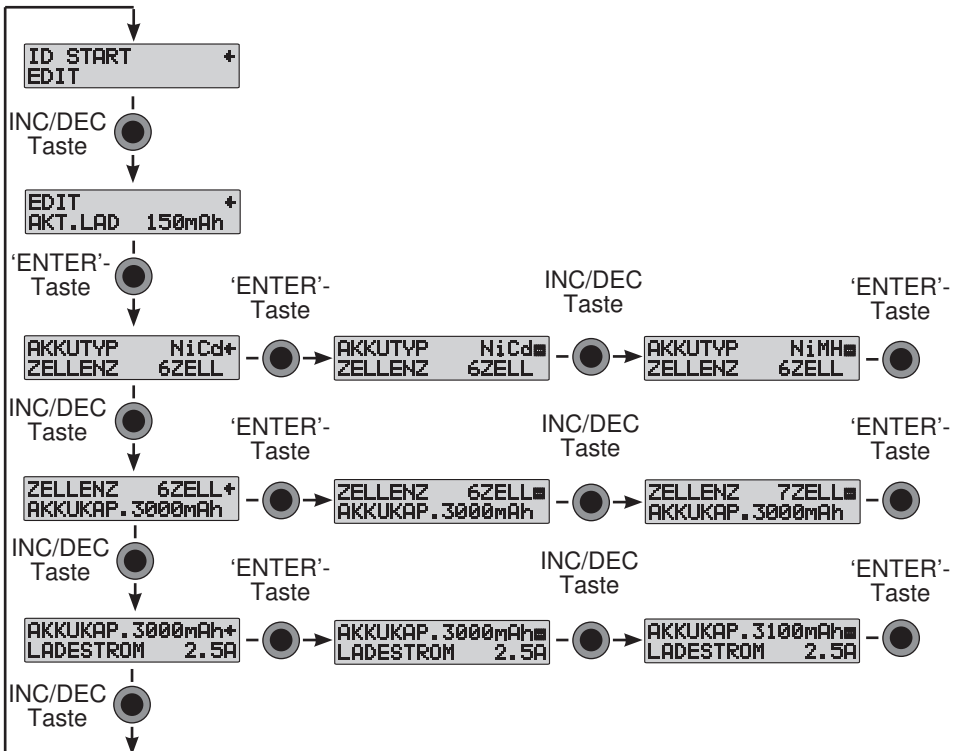 ID START ←
EDIT
INC/DEC
Taste
EDIT ←
AKT.LAD 150mAh
‘ENTER’-
Taste
‘ENTER’-
Taste
INC/DEC
Taste
‘ENTER’-
Taste
AKKUTYP NiCd←
ZELLENZ 6ZELL
AKKUTYP NiCd
ZELLENZ 6ZELL
AKKUTYP NiMH
ZELLENZ 6ZELL
INC/DEC
Taste
‘ENTER’-
Taste
INC/DEC
Taste
‘ENTER’-
Taste
ZELLENZ 6ZELL←
AKKUKAP.3000mAh
ZELLENZ 6ZELL
AKKUKAP.3000mAh
ZELLENZ 7ZELL
AKKUKAP.3000mAh
INC/DEC
Taste
‘ENTER’-
Taste
INC/DEC
Taste
‘ENTER’-
Taste
AKKUKAP.3000mAh←
LADESTROM 2.5A
AKKUKAP.3000mAh
LADESTROM 2.5A
AKKUKAP.3100mAh
LADESTROM 2.5A
INC/DEC
Taste